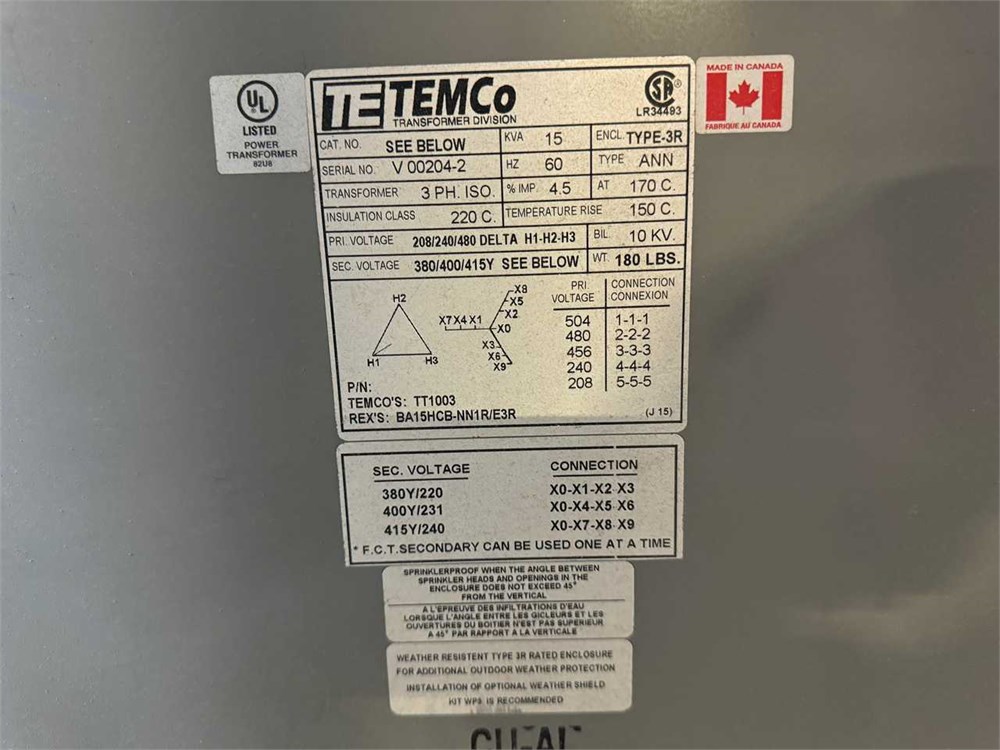 UL
LISTED
POWER
TRANSFORMER
82U8
TE TEMCo
TRANSFORMER DIVISION
SA®
LR34493
MADE IN CANADA
FABRIQUÉ AU CANADA
CAT. NO. SEE BELOW KVA 15 ENCL. TYPE-3R
SERIAL NO. V 00204-2 HZ 60 TYPE ANN
TRANSFORMER 3 PH. ISO. % IMP. 4.5 AT 170 C.
INSULATION CLASS 220 C. TEMPERATURE RISE 150 C.
PRI. VOLTAGE 208/240/480 DELTA H1-H2-H3 BIL 10 KV.
SEC. VOLTAGE 380/400/415Y SEE BELOW WT. 180 LBS.
H2
H1
H3
X8
X5
X2
X7 X4 X1
X0
X3
X6
X9
PRI VOLTAGE CONNECTION CONNEXION
504 1-1-1
480 2-2-2
456 3-3-3
240 4-4-4
208 5-5-5
P/N:
TEMCO'S: TT1003
REX'S: BA15HCB-NN1R/E3R
(J 15)
SEC. VOLTAGE CONNECTION
380Y/220 X0-X1-X2 X3
400Y/231 X0-X4-X5 X6
415Y/240 X0-X7-X8 X9
* F.C.T. SECONDARY CAN BE USED ONE AT A TIME
SPRINKLERPROOF WHEN THE ANGLE BETWEEN
SPRINKLER HEADS AND OPENINGS IN THE
ENCLOSURE DOES NOT EXCEED 45°
FROM THE VERTICAL
A L'EPREUVE DES INFILTRATIONS D'EAU
LORSQUE L'ANGLE ENTRE LES GICLEURS ET LES
OUVERTURES DU BOITIER N'EST PAS SUPERIEUR
A 45° PAR RAPPORT A LA VERTICALE
WEATHER RESISTENT TYPE 3R RATED ENCLOSURE
FOR ADDITIONAL OUTDOOR WEATHER PROTECTION
INSTALLATION OF OPTIONAL WEATHER SHIELD
KIT WPS IS RECOMMENDED
CU-AL